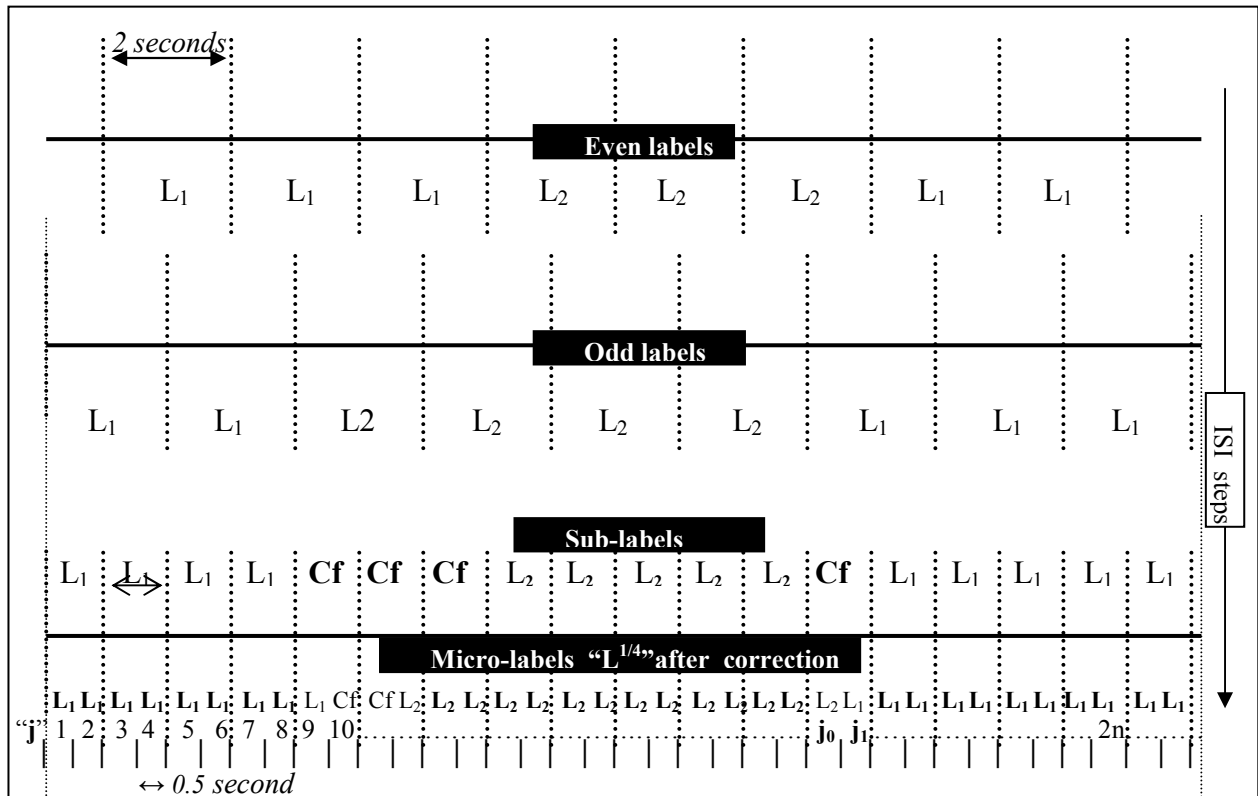 2 seconds
Even labels
L₁ L₁ L₁ L₂ L₂ L₂ L₁ L₁
Odd labels
L₁ L₁ L2 L₂ L₂ L₂ L₁ L₁ L₁
ISI steps
Sub-labels
L₁ L₁ L₁ L₁ Cf Cf Cf L₂ L₂ L₂ L₂ L₂ Cf L₁ L₁ L₁ L₁ L₁
Micro-labels “L^1/4”after correction
L₁ L₁ L₁ L₁ L₁ L₁ L₁ L₁ L₁ Cf Cf L₂ L₂ L₂ L₂ L₂ L₂ L₂ L₂ L₂ L₂ L₂ L₂ L₂ L₂ L₁ L₁ L₁ L₁ L₁ L₁ L₁ L₁ L₁ L₁ L₁
“j” 1 2 3 4 5 6 7 8 9 10 j₀ j₁ 2n
↔ 0.5 second